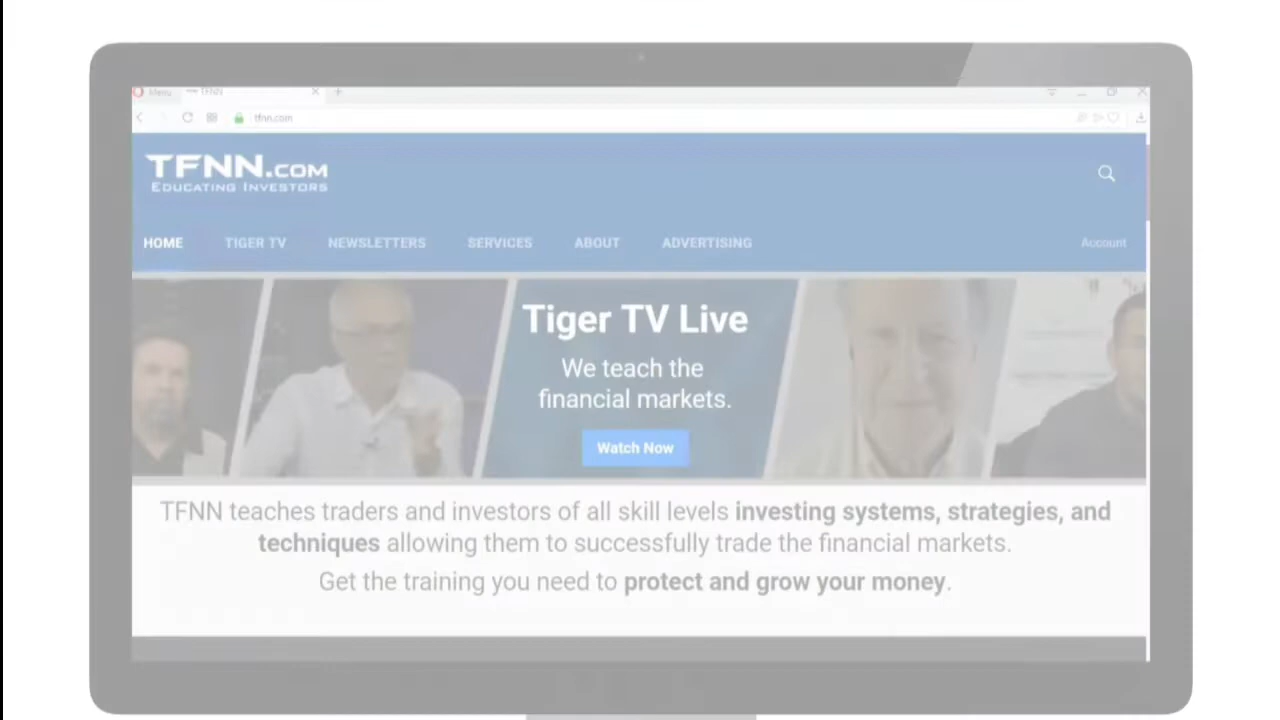 Menu
TFNN
tfnn.com
TFNN.COM
EDUCATING INVESTORS
HOME TIGER TV NEWSLETTERS SERVICES ABOUT ADVERTISING Account
Tiger TV Live
We teach the
financial markets.
Watch Now
TFNN teaches traders and investors of all skill levels investing systems, strategies, and
techniques allowing them to successfully trade the financial markets.
Get the training you need to protect and grow your money.